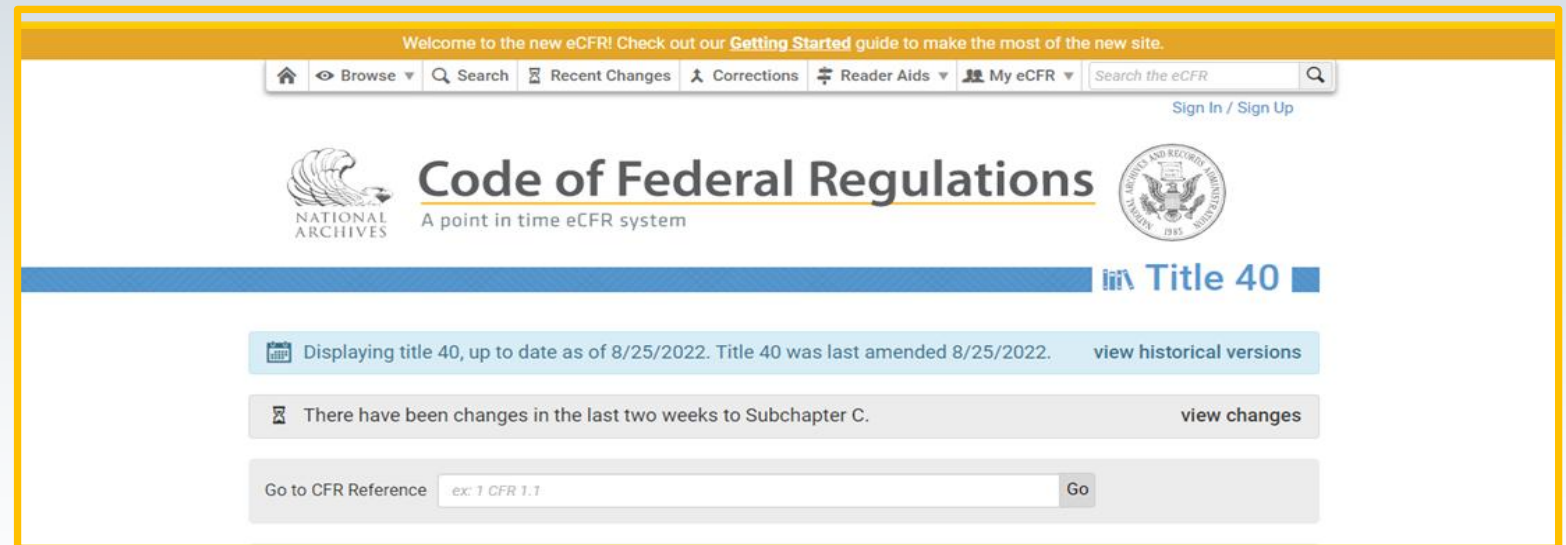 Welcome to the new eCFR! Check out our Getting Started guide to make the most of the new site.
Browse Search Recent Changes Corrections Reader Aids My eCFR Search the eCFR
Sign In / Sign Up
NATIONAL
ARCHIVES
Code of Federal Regulations
A point in time eCFR system
1985
Title 40
Displaying title 40, up to date as of 8/25/2022. Title 40 was last amended 8/25/2022. view historical versions
There have been changes in the last two weeks to Subchapter C. view changes
Go to CFR Reference ex: 1 CFR 1.1 Go